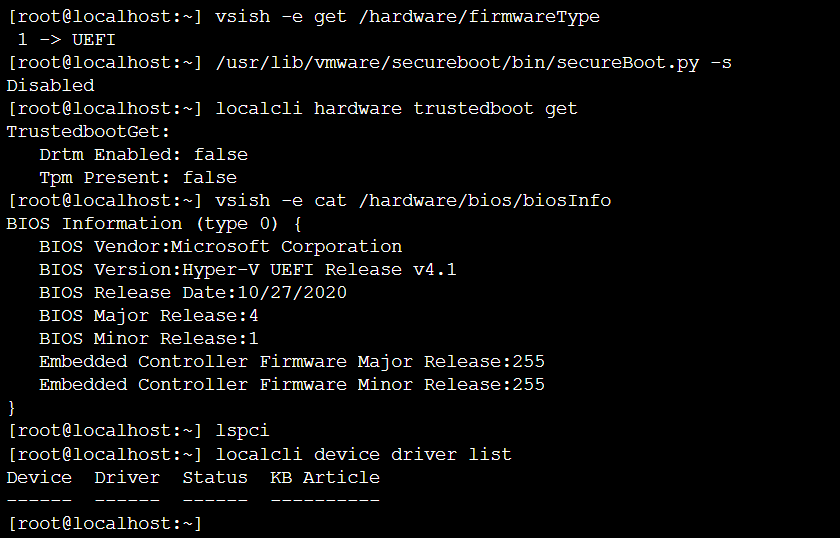 [root@localhost:~] vsish -e get /hardware/firmwareType
 1 -> UEFI
[root@localhost:~] /usr/lib/vmware/secureboot/bin/secureBoot.py -s
Disabled
[root@localhost:~] localcli hardware trustedboot get
TrustedbootGet:
   Drtm Enabled: false
   Tpm Present: false
[root@localhost:~] vsish -e cat /hardware/bios/biosInfo
BIOS Information (type 0) {
   BIOS Vendor:Microsoft Corporation
   BIOS Version:Hyper-V UEFI Release v4.1
   BIOS Release Date:10/27/2020
   BIOS Major Release:4
   BIOS Minor Release:1
   Embedded Controller Firmware Major Release:255
   Embedded Controller Firmware Minor Release:255
}
[root@localhost:~] lspci
[root@localhost:~] localcli device driver list
Device  Driver  Status  KB Article
------  ------  ------  ----------
[root@localhost:~]